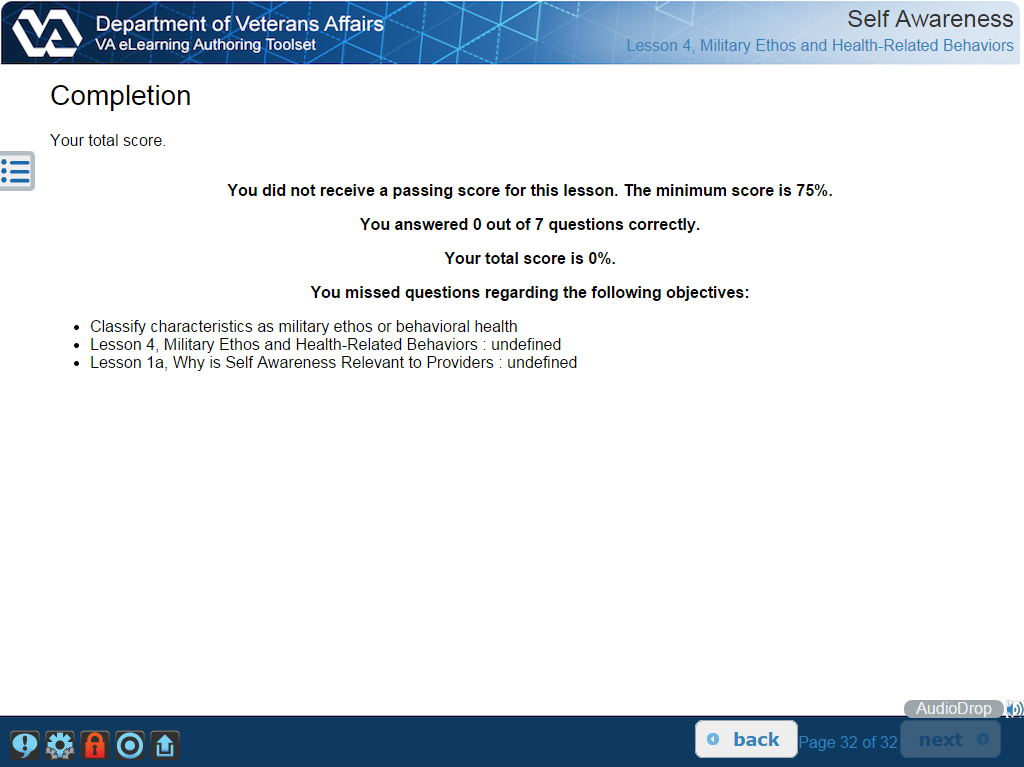 VA
Department of Veterans Affairs
VA eLearning Authoring Toolset
Self Awareness
Lesson 4, Military Ethos and Health-Related Behaviors
Completion
Your total score.
You did not receive a passing score for this lesson. The minimum score is 75%.
You answered 0 out of 7 questions correctly.
Your total score is 0%.
You missed questions regarding the following objectives:
• Classify characteristics as military ethos or behavioral health
• Lesson 4, Military Ethos and Health-Related Behaviors : undefined
• Lesson 1a, Why is Self Awareness Relevant to Providers : undefined
AudioDrop
back
Page 32 of 32
next